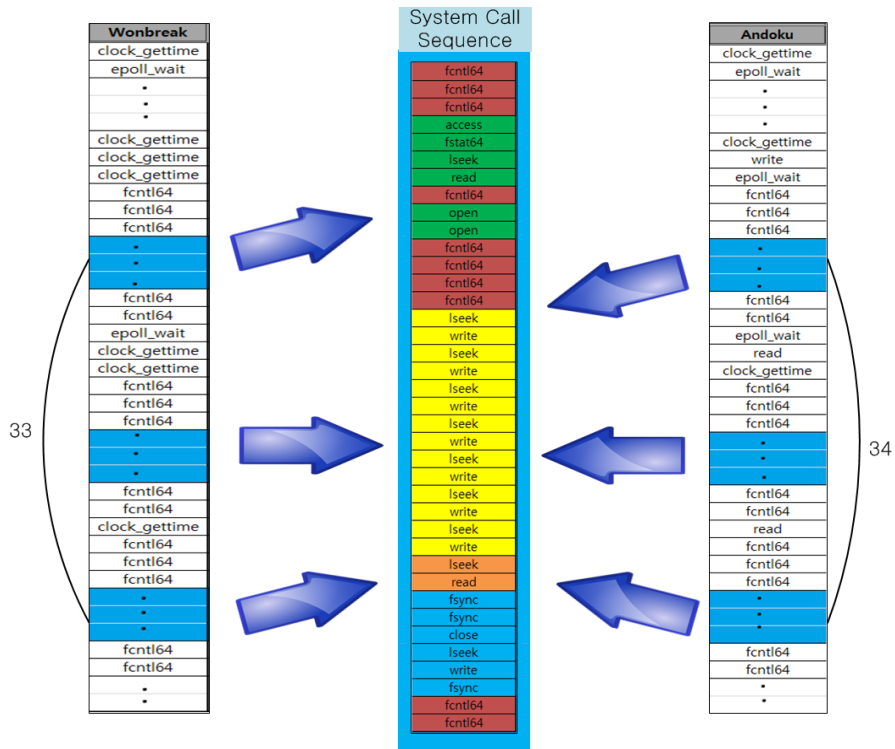 Wonbreak
clock_gettime
epoll_wait
.
.
.
clock_gettime
clock_gettime
clock_gettime
fcntl64
fcntl64
fcntl64
.
.
.
fcntl64
fcntl64
epoll_wait
clock_gettime
clock_gettime
fcntl64
fcntl64
fcntl64
.
.
.
fcntl64
fcntl64
clock_gettime
fcntl64
fcntl64
fcntl64
.
.
.
fcntl64
fcntl64
.
.
33
System Call
Sequence
fcntl64
fcntl64
fcntl64
access
fstat64
lseek
read
fcntl64
open
open
fcntl64
fcntl64
fcntl64
fcntl64
lseek
write
lseek
write
lseek
write
lseek
write
lseek
write
lseek
write
lseek
write
lseek
read
fsync
fsync
close
lseek
write
fsync
fcntl64
fcntl64
Andoku
clock_gettime
epoll_wait
.
.
.
clock_gettime
write
epoll_wait
fcntl64
fcntl64
fcntl64
.
.
.
fcntl64
fcntl64
epoll_wait
read
clock_gettime
fcntl64
fcntl64
fcntl64
.
.
.
fcntl64
fcntl64
read
fcntl64
fcntl64
fcntl64
.
.
.
fcntl64
fcntl64
.
.
34